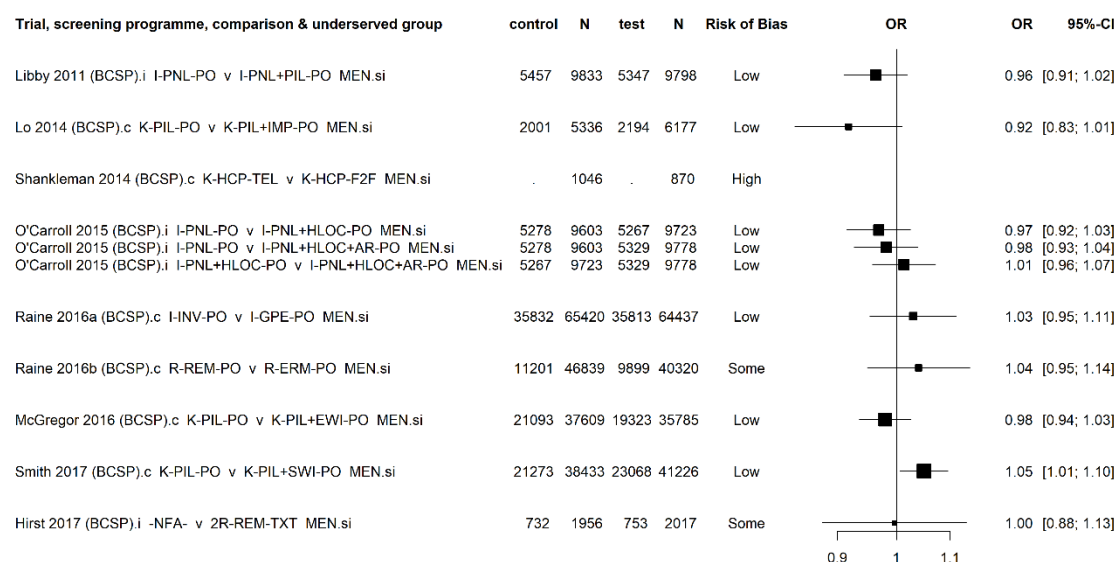 Trial, screening programme, comparison & underserved group control N test N Risk of Bias OR OR 95%-CI
Libby 2011 (BCSP).i I-PNL-PO v I-PNL+PIL-PO MEN.si 5457 9833 5347 9798 Low 0.96 [0.91; 1.02]
Lo 2014 (BCSP).c K-PIL-PO v K-PIL+IMP-PO MEN.si 2001 5336 2194 6177 Low 0.92 [0.83; 1.01]
Shankleman 2014 (BCSP).c K-HCP-TEL v K-HCP-F2F MEN.si . 1046 . 870 High
O'Carroll 2015 (BCSP).i I-PNL-PO v I-PNL+HLOC-PO MEN.si 5278 9603 5267 9723 Low 0.97 [0.92; 1.03]
O'Carroll 2015 (BCSP).i I-PNL-PO v I-PNL+HLOC+AR-PO MEN.si 5278 9603 5329 9778 Low 0.98 [0.93; 1.04]
O'Carroll 2015 (BCSP).i I-PNL+HLOC-PO v I-PNL+HLOC+AR-PO MEN.si 5267 9723 5329 9778 Low 1.01 [0.96; 1.07]
Raine 2016a (BCSP).c I-INV-PO v I-GPE-PO MEN.si 35832 65420 35813 64437 Low 1.03 [0.95; 1.11]
Raine 2016b (BCSP).c R-REM-PO v R-ERM-PO MEN.si 11201 46839 9899 40320 Some 1.04 [0.95; 1.14]
McGregor 2016 (BCSP).c K-PIL-PO v K-PIL+EWI-PO MEN.si 21093 37609 19323 35785 Low 0.98 [0.94; 1.03]
Smith 2017 (BCSP).c K-PIL-PO v K-PIL+SWI-PO MEN.si 21273 38433 23068 41226 Low 1.05 [1.01; 1.10]
Hirst 2017 (BCSP).i -NFA- v 2R-REM-TXT MEN.si 732 1956 753 2017 Some 1.00 [0.88; 1.13]
0.9 1 1.1